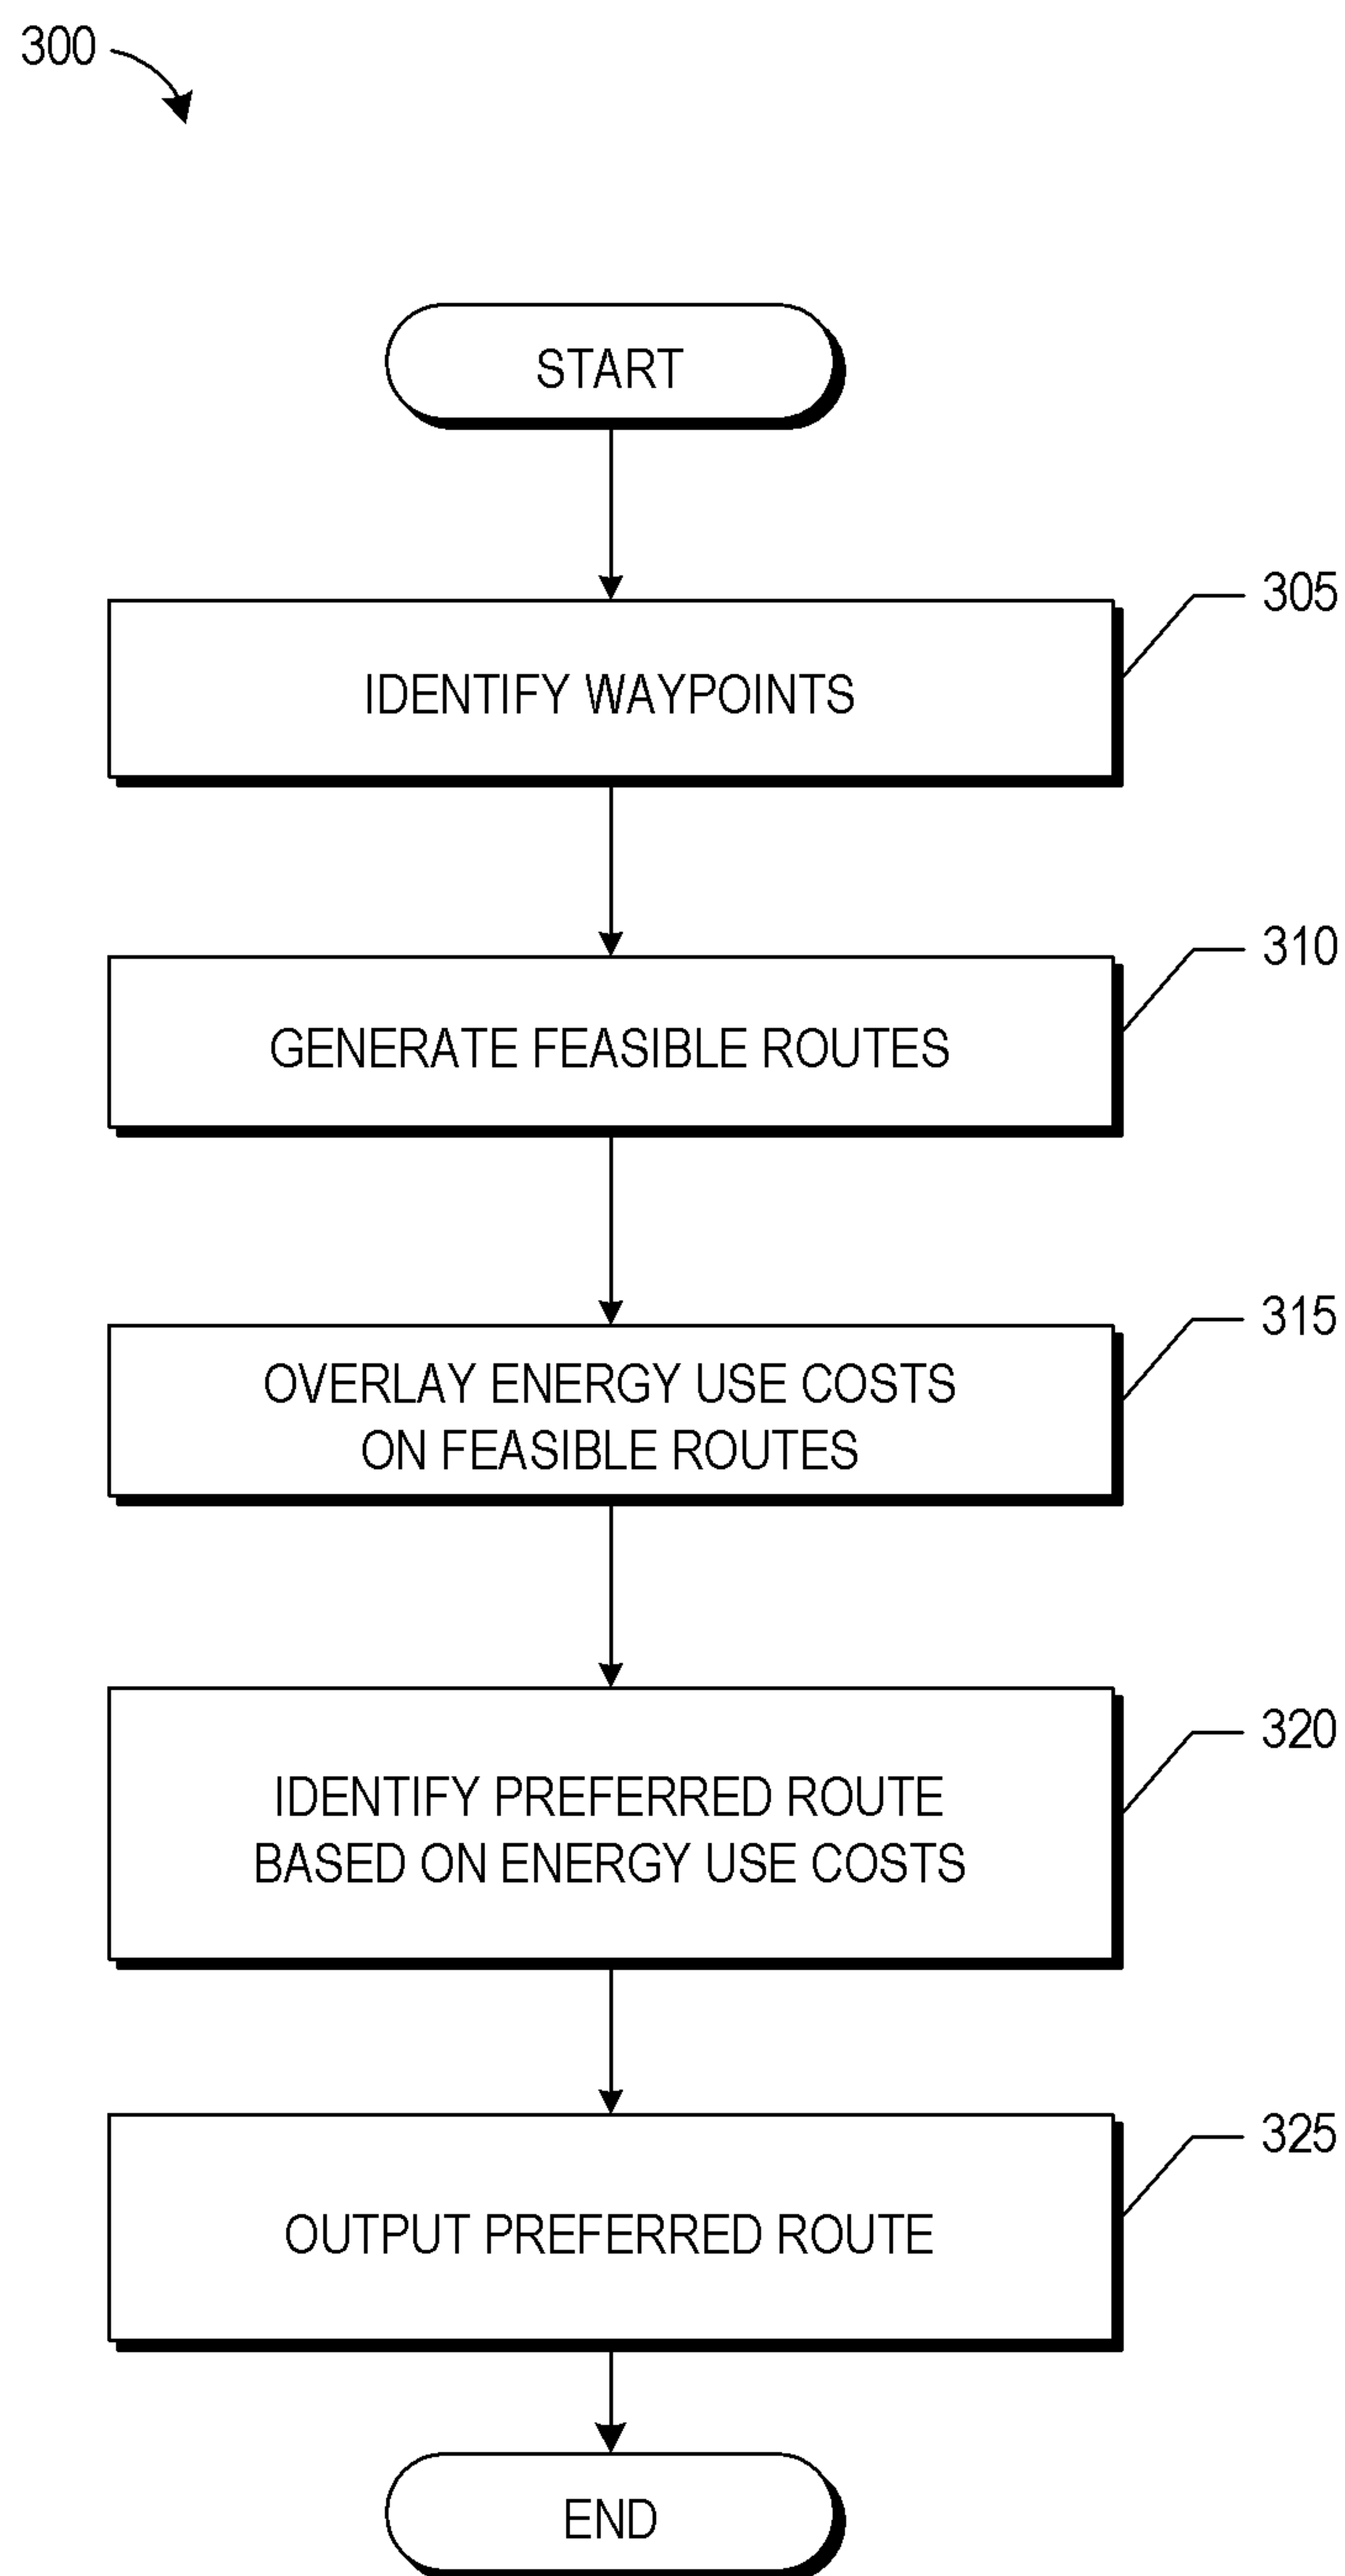 300
START
305
IDENTIFY WAYPOINTS
310
GENERATE FEASIBLE ROUTES
315
OVERLAY ENERGY USE COSTS
ON FEASIBLE ROUTES
320
IDENTIFY PREFERRED ROUTE
BASED ON ENERGY USE COSTS
325
OUTPUT PREFERRED ROUTE
END